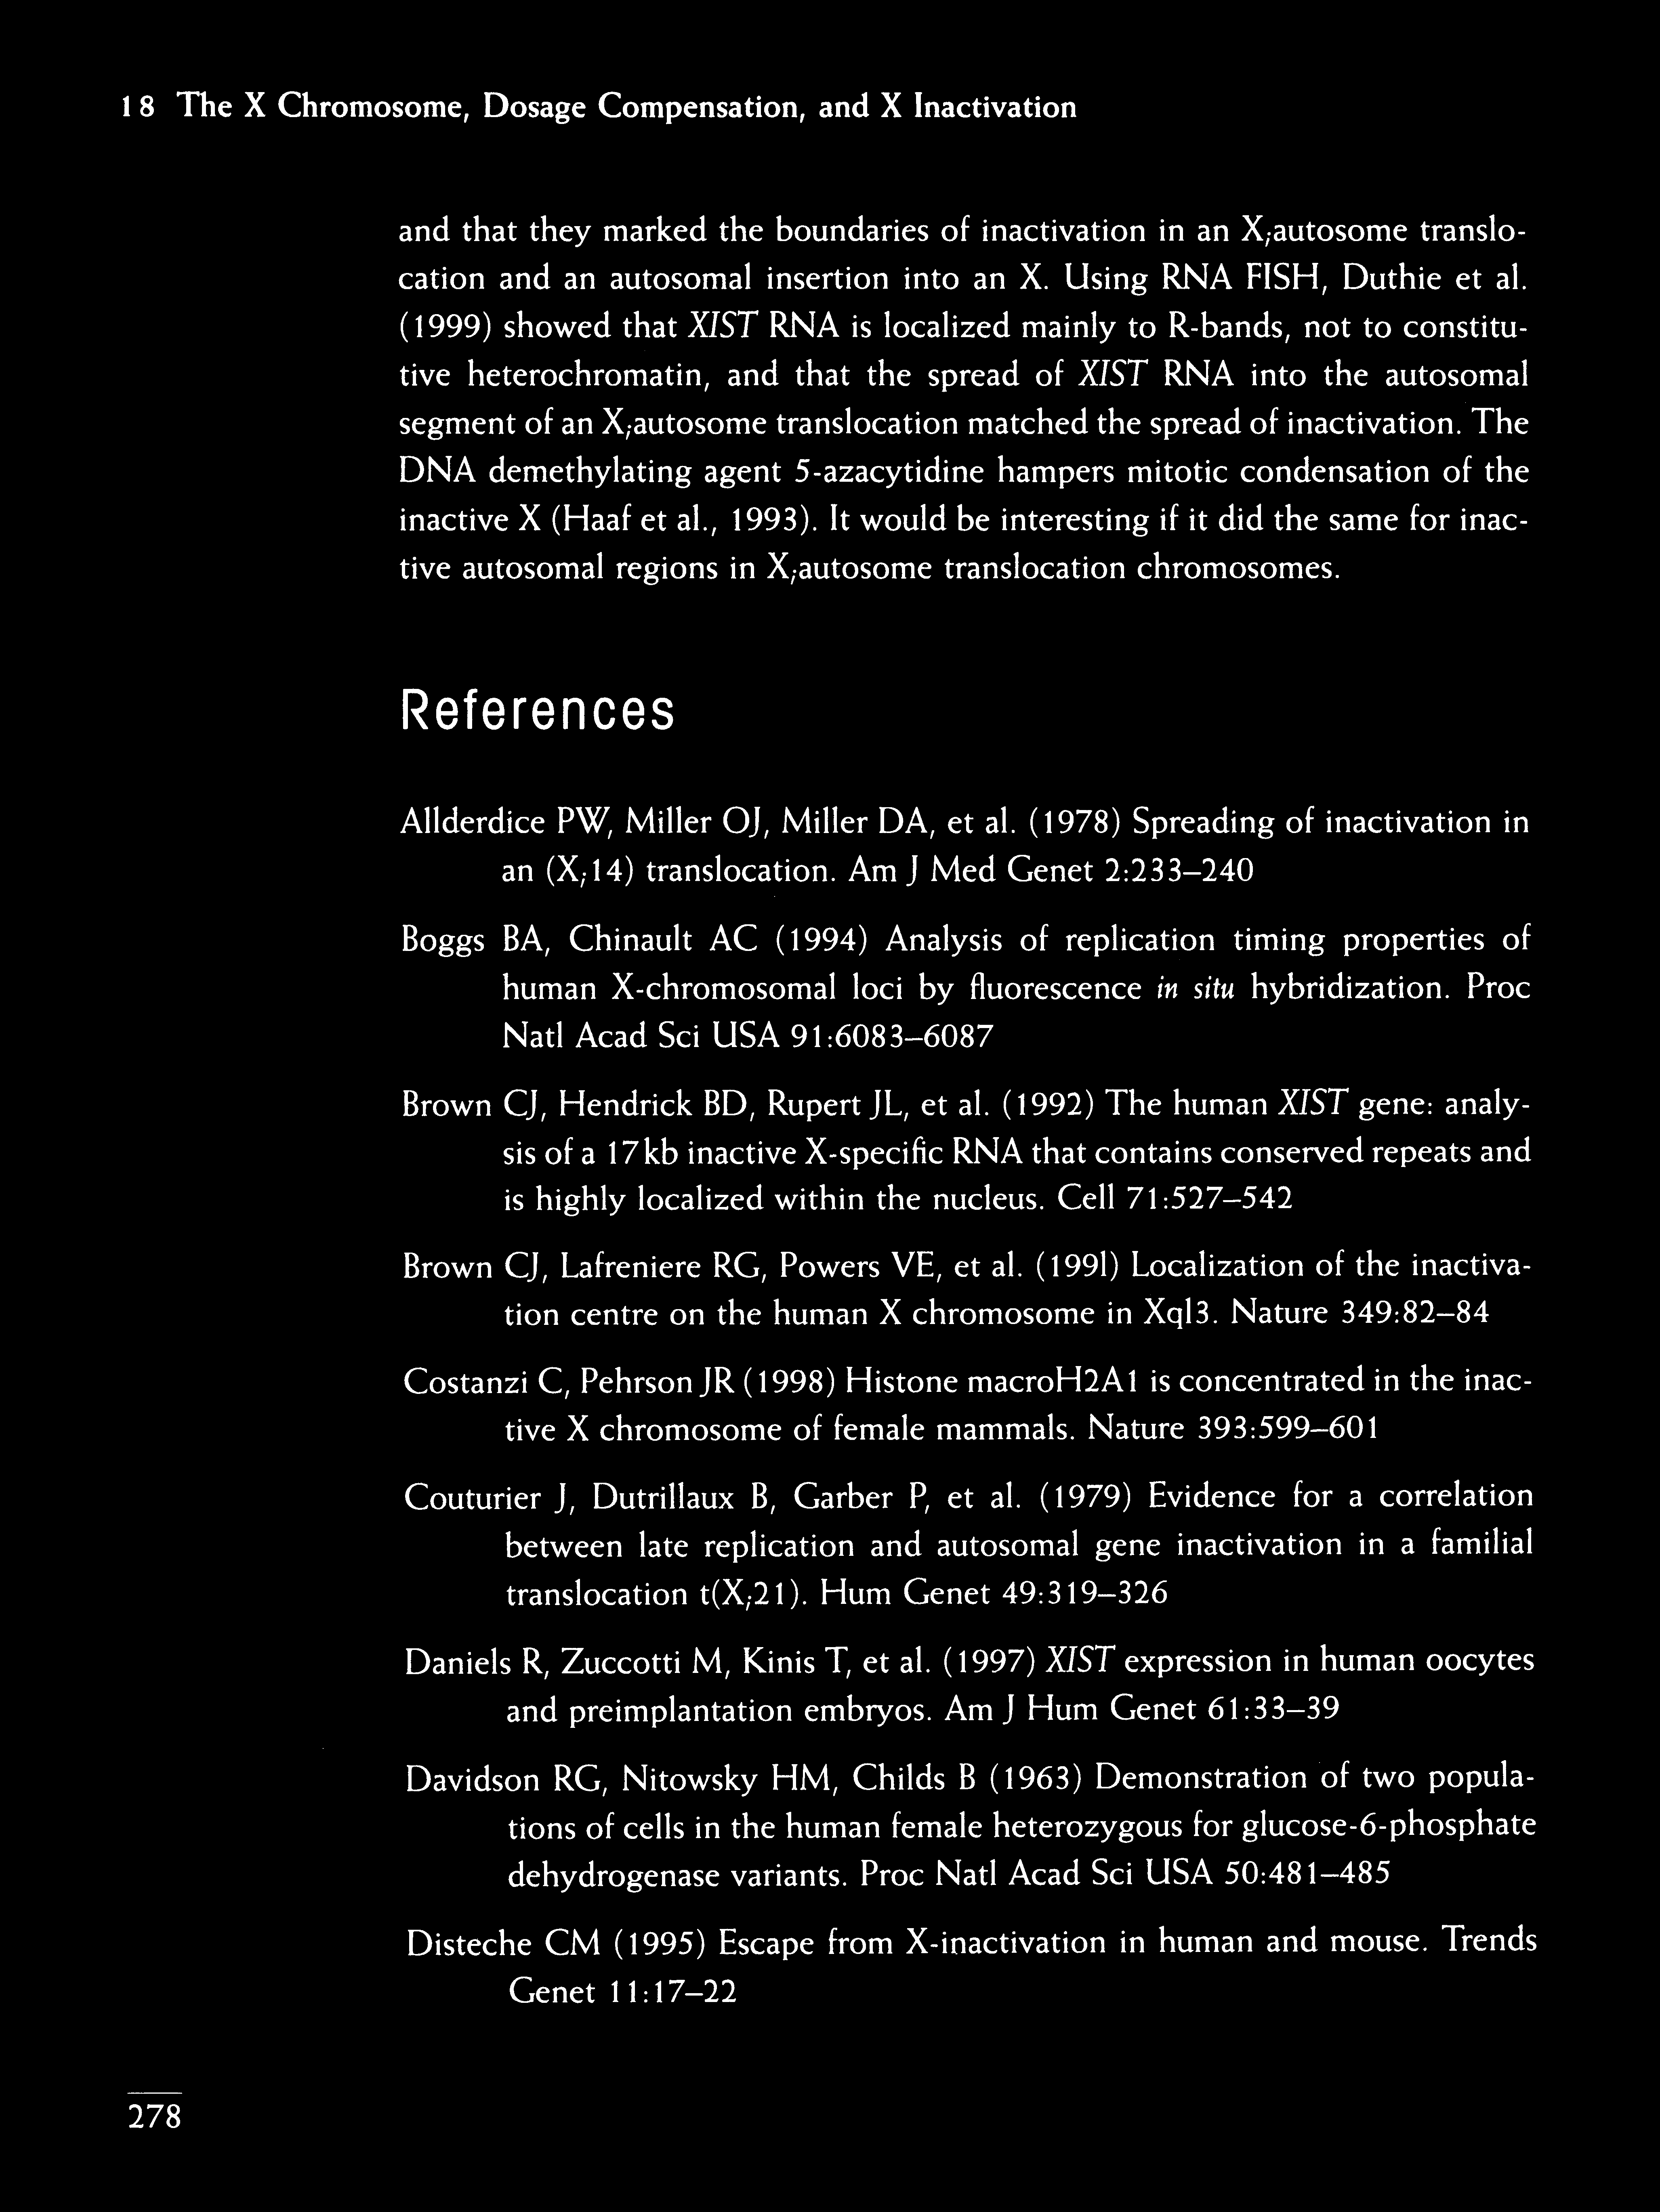 18 The X Chromosome, Dosage Compensation, and X Inactivation
and that they marked the boundaries of inactivation in an X;autosome translo-
cation and an autosomal insertion into an X. Using RNA FISH, Duthie et al.
(1999) showed that XIST RNA is localized mainly to R-bands, not to constitu-
tive heterochromatin, and that the spread of XIST RNA into the autosomal
segment of an X;autosome translocation matched the spread of inactivation. The
DNA demethylating agent 5-azacytidine hampers mitotic condensation of the
inactive X (Haaf et al., 1993). It would be interesting if it did the same for inac-
tive autosomal regions in X;autosome translocation chromosomes.
References
Allderdice PW, Miller OJ, Miller DA, et al. (1978) Spreading of inactivation in
an (X;14) translocation. Am J Med Genet 2:233–240
Boggs BA, Chinault AC (1994) Analysis of replication timing properties of
human X-chromosomal loci by fluorescence in situ hybridization. Proc
Natl Acad Sci USA 91:6083–6087
Brown CJ, Hendrick BD, Rupert JL, et al. (1992) The human XIST gene: analy-
sis of a 17kb inactive X-specific RNA that contains conserved repeats and
is highly localized within the nucleus. Cell 71:527–542
Brown CJ, Lafreniere RG, Powers VE, et al. (1991) Localization of the inactiva-
tion centre on the human X chromosome in Xql3. Nature 349:82–84
Costanzi C, Pehrson JR (1998) Histone macroH2A1 is concentrated in the inac-
tive X chromosome of female mammals. Nature 393:599–601
Couturier J, Dutrillaux B, Garber P, et al. (1979) Evidence for a correlation
between late replication and autosomal gene inactivation in a familial
translocation t(X;21). Hum Genet 49:319–326
Daniels R, Zuccotti M, Kinis T, et al. (1997) XIST expression in human oocytes
and preimplantation embryos. Am J Hum Genet 61:33–39
Davidson RG, Nitowsky HM, Childs B (1963) Demonstration of two popula-
tions of cells in the human female heterozygous for glucose-6-phosphate
dehydrogenase variants. Proc Natl Acad Sci USA 50:481–485
Disteche CM (1995) Escape from X-inactivation in human and mouse. Trends
Genet 11:17–22
278